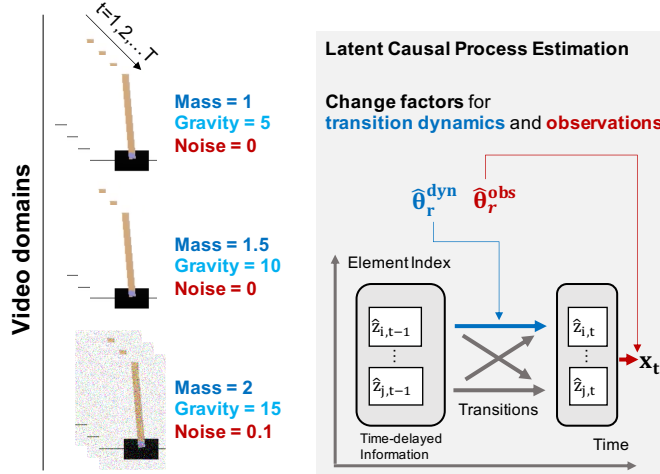 t=1,2,... T
Video domains
Mass = 1
Gravity = 5
Noise = 0
Mass = 1.5
Gravity = 10
Noise = 0
Mass = 2
Gravity = 15
Noise = 0.1
Latent Causal Process Estimation
Change factors for
transition dynamics and observations
θ̂_r^dyn θ̂_r^obs
Element Index
ẑ_i,t−1
⋮
ẑ_j,t−1
Transitions
Time-delayed
Information
ẑ_i,t
⋮
ẑ_j,t
x_t
Time